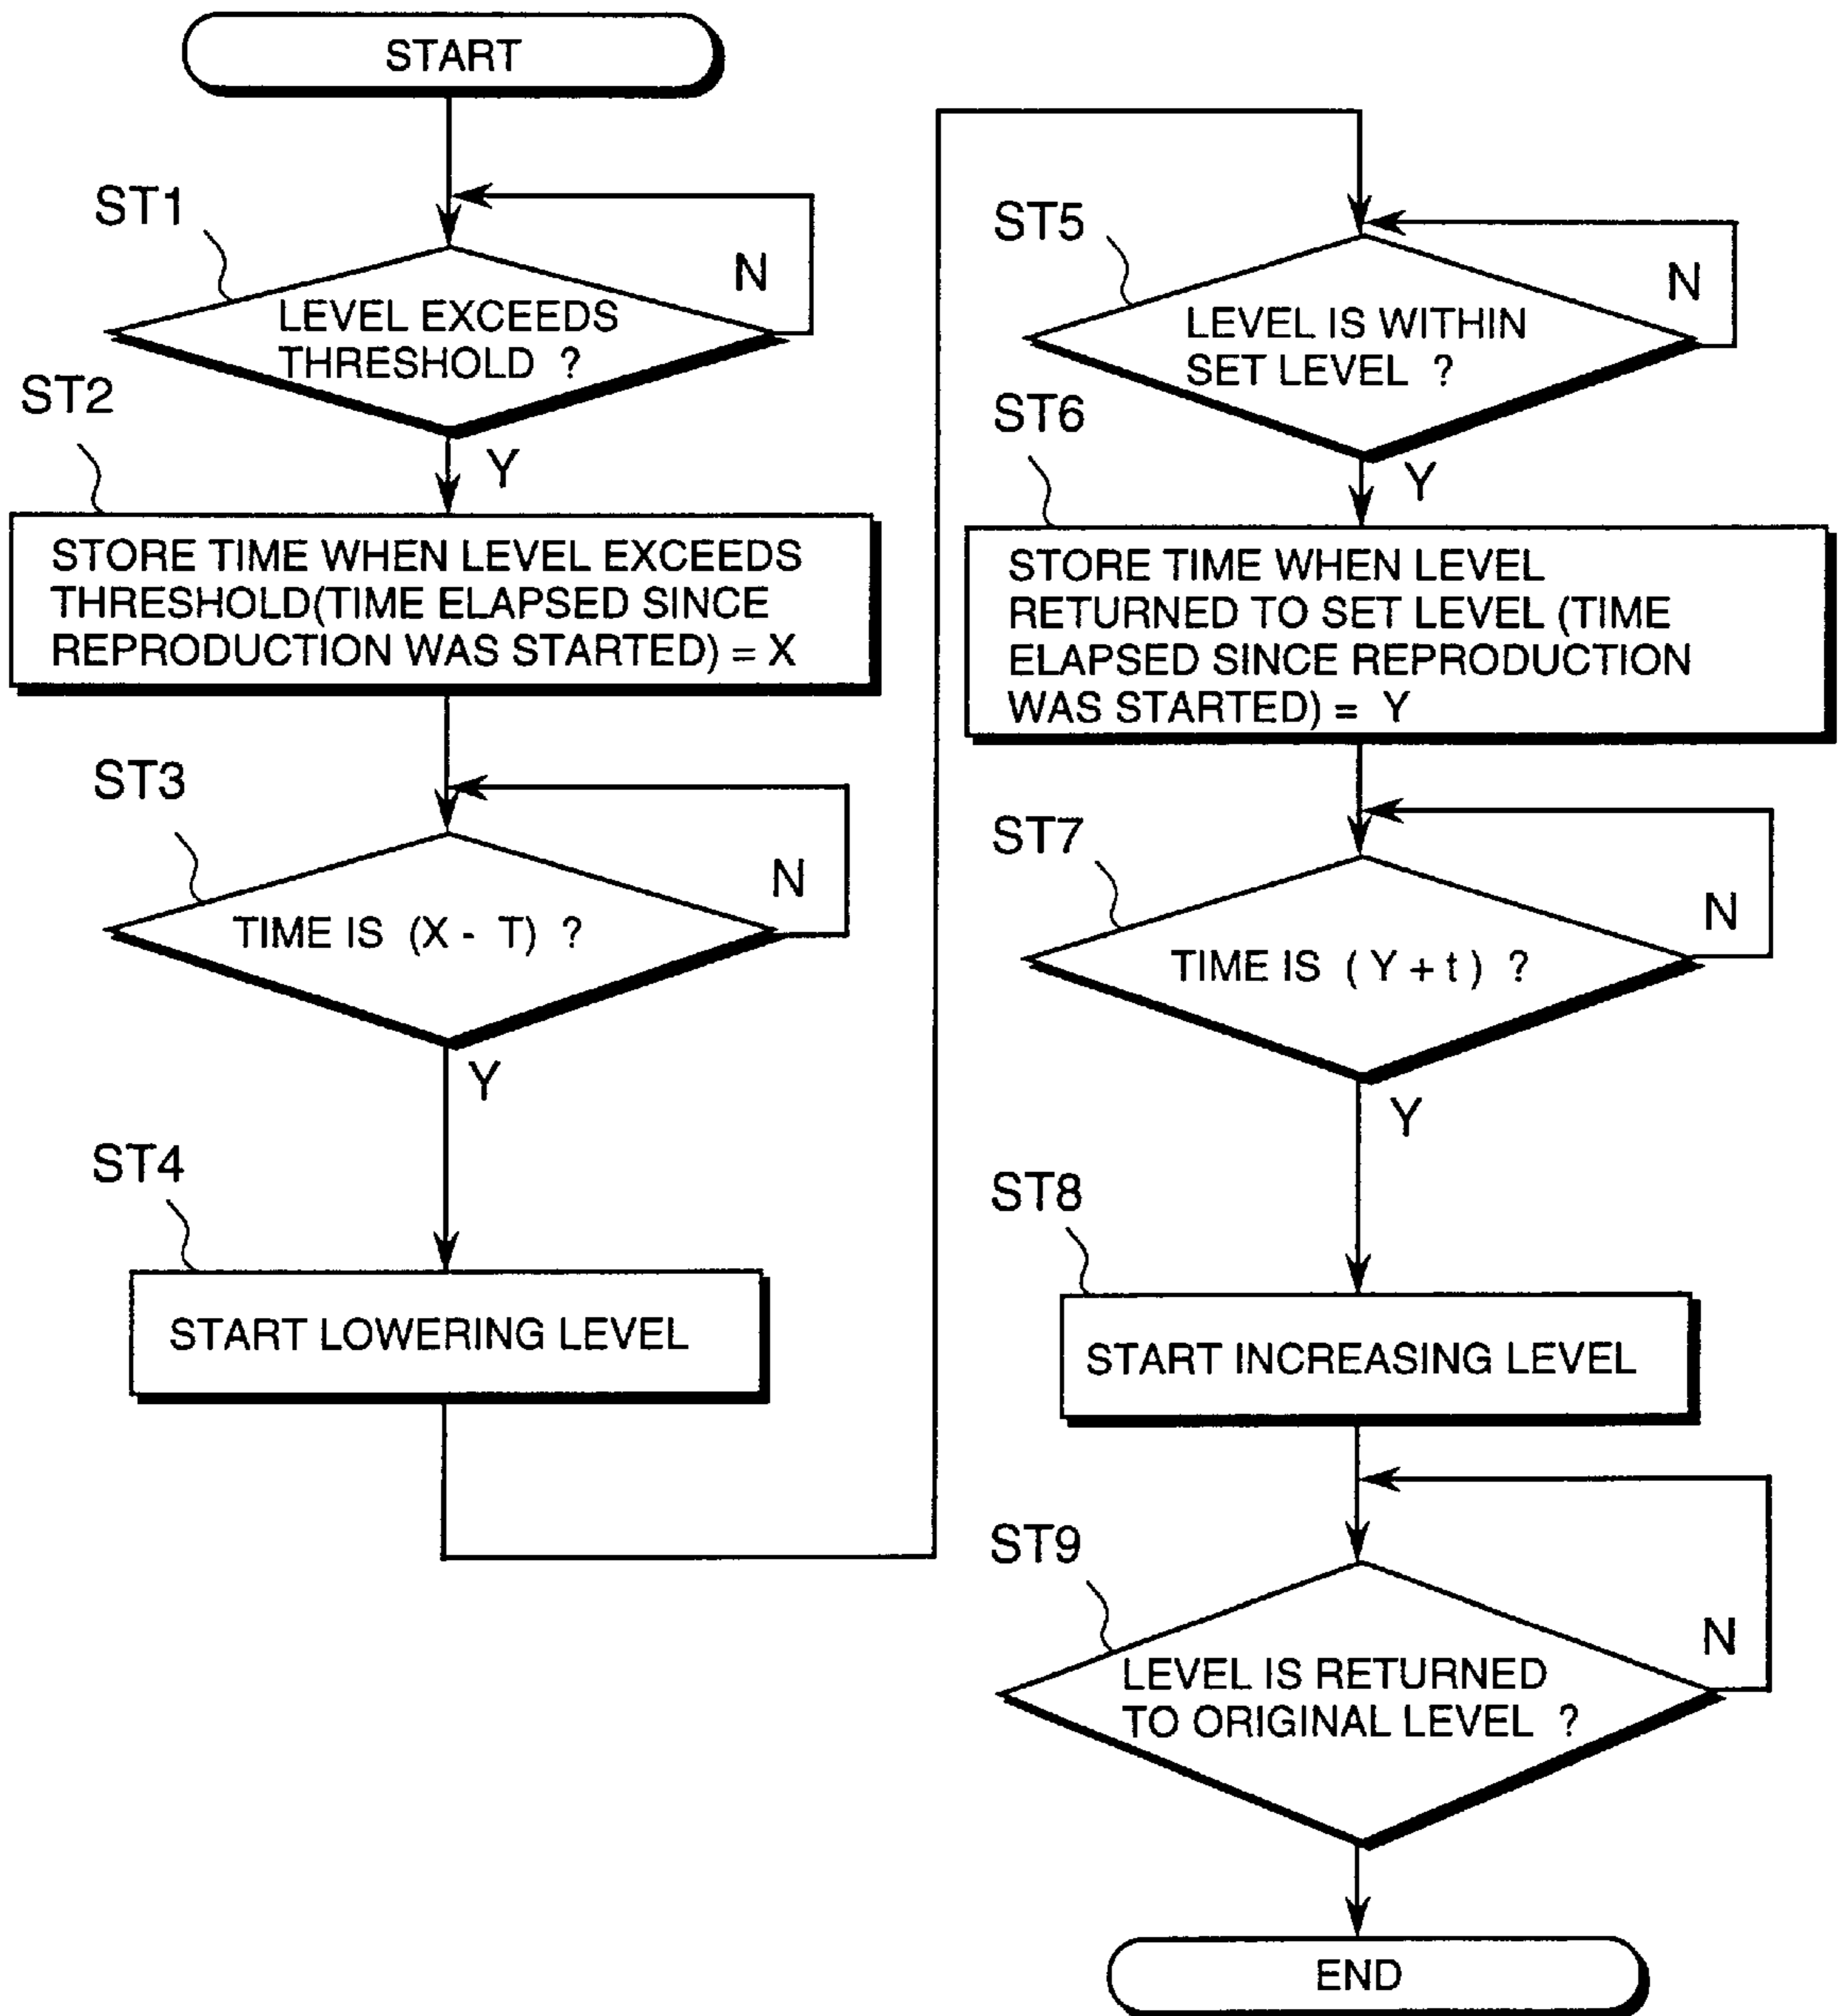 START
ST1
N
LEVEL EXCEEDS
THRESHOLD ?
Y
ST2
STORE TIME WHEN LEVEL EXCEEDS
THRESHOLD(TIME ELAPSED SINCE
REPRODUCTION WAS STARTED) = X
ST3
N
TIME IS (X - T) ?
Y
ST4
START LOWERING LEVEL
ST5
N
LEVEL IS WITHIN
SET LEVEL ?
Y
ST6
STORE TIME WHEN LEVEL
RETURNED TO SET LEVEL (TIME
ELAPSED SINCE REPRODUCTION
WAS STARTED) = Y
ST7
N
TIME IS ( Y + t ) ?
Y
ST8
START INCREASING LEVEL
ST9
N
LEVEL IS RETURNED
TO ORIGINAL LEVEL ?
END